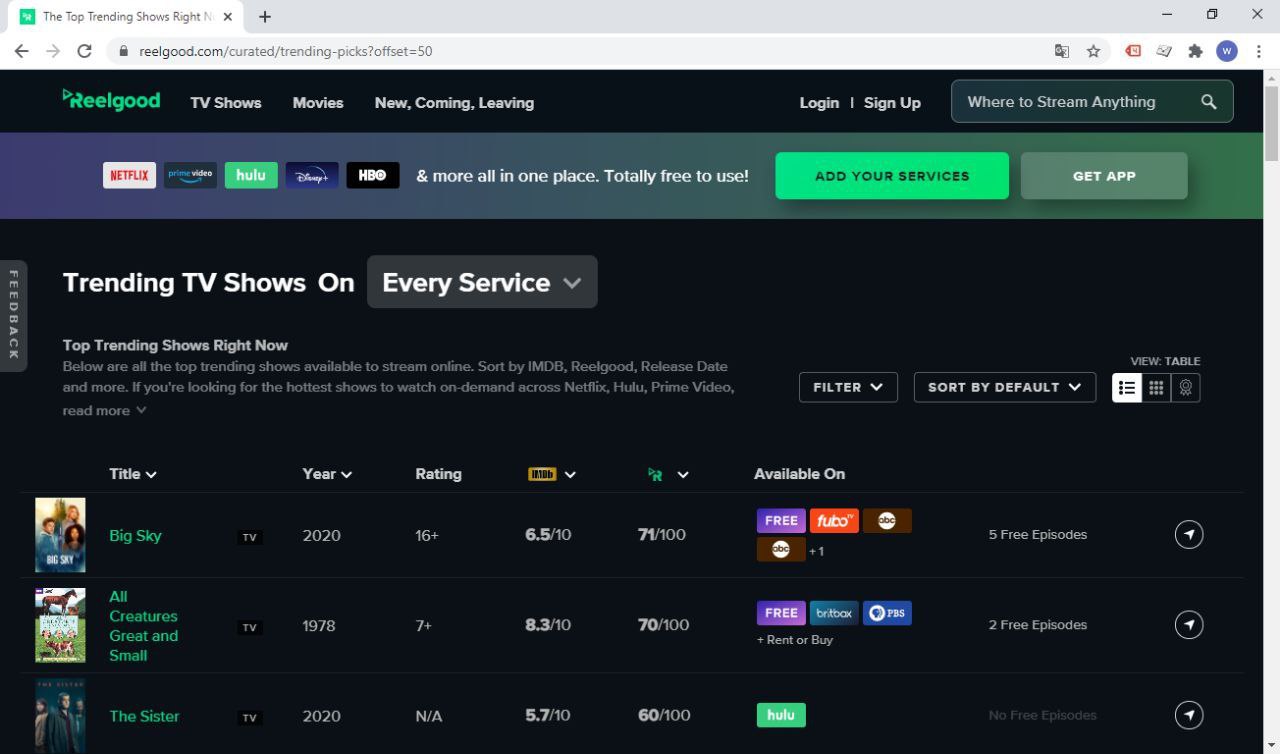 The Top Trending Shows Right N
reelgood.com/curated/trending-picks?offset=50
W
Reelgood TV Shows Movies New, Coming, Leaving Login | Sign Up Where to Stream Anything
NETFLIX prime video hulu Disney+ HBO & more all in one place. Totally free to use! ADD YOUR SERVICES GET APP
FEEDBACK
Trending TV Shows On Every Service
Top Trending Shows Right Now
Below are all the top trending shows available to stream online. Sort by IMDB, Reelgood, Release Date
and more. If you're looking for the hottest shows to watch on-demand across Netflix, Hulu, Prime Video,
read more
VIEW: TABLE
FILTER SORT BY DEFAULT
Title Year Rating IMDb R Available On
BIG SKY
Big Sky TV 2020 16+ 6.5/10 71/100 FREE fuboTV abc 5 Free Episodes
abc +1
All
Creatures
Great and
Small
TV 1978 7+ 8.3/10 70/100 FREE britbox PBS 2 Free Episodes
+ Rent or Buy
THE SISTER
The Sister TV 2020 N/A 5.7/10 60/100 hulu No Free Episodes